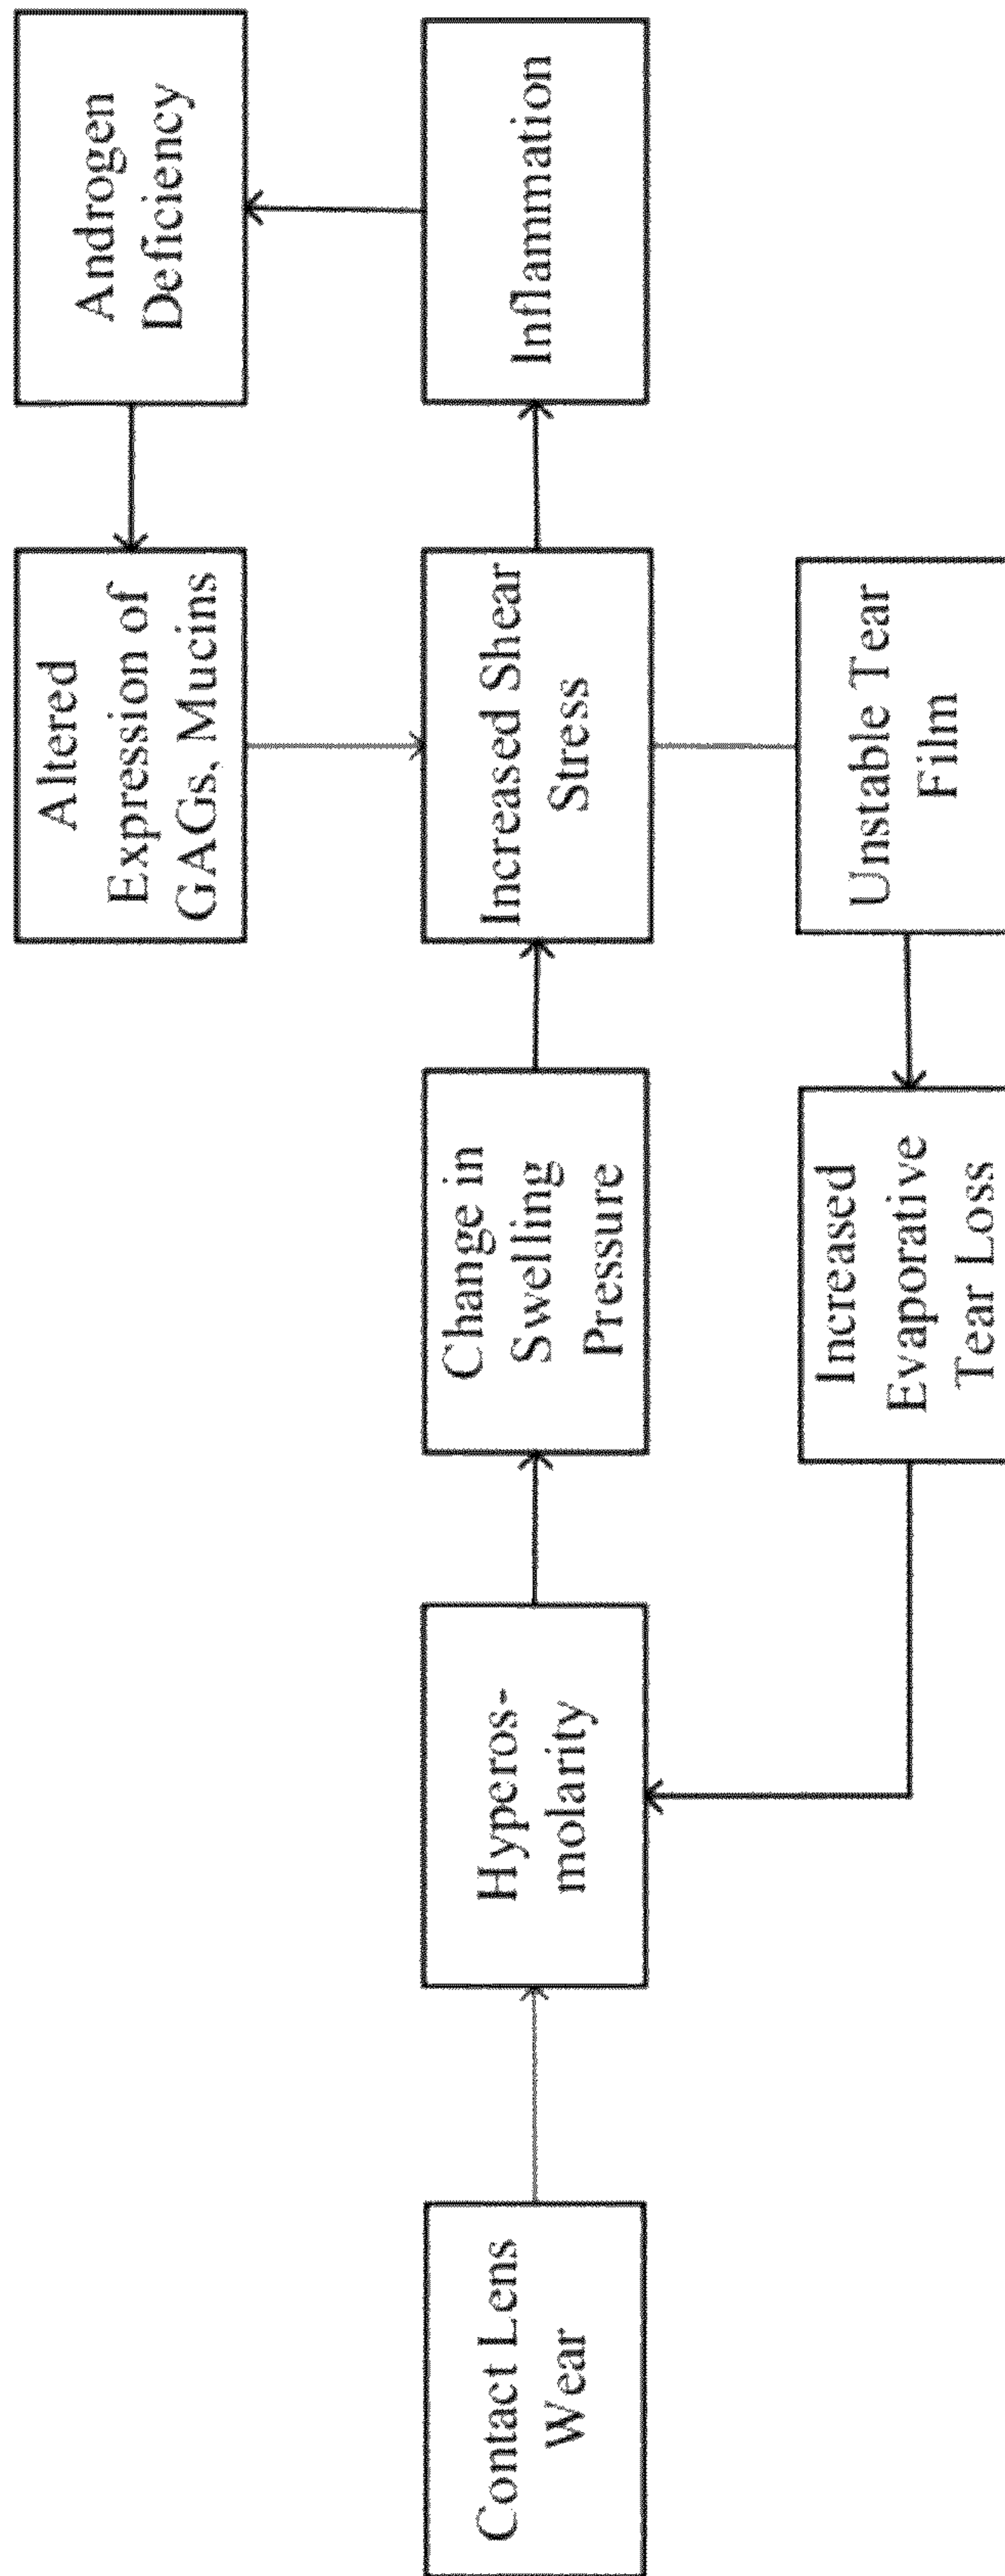 Altered
Expression of
GAGs, Mucins
Androgen
Deficiency
Contact Lens
Wear
Hyperos-
molarity
Change in
Swelling
Pressure
Increased Shear
Stress
Inflammation
Increased
Evaporative
Tear Loss
Unstable Tear
Film